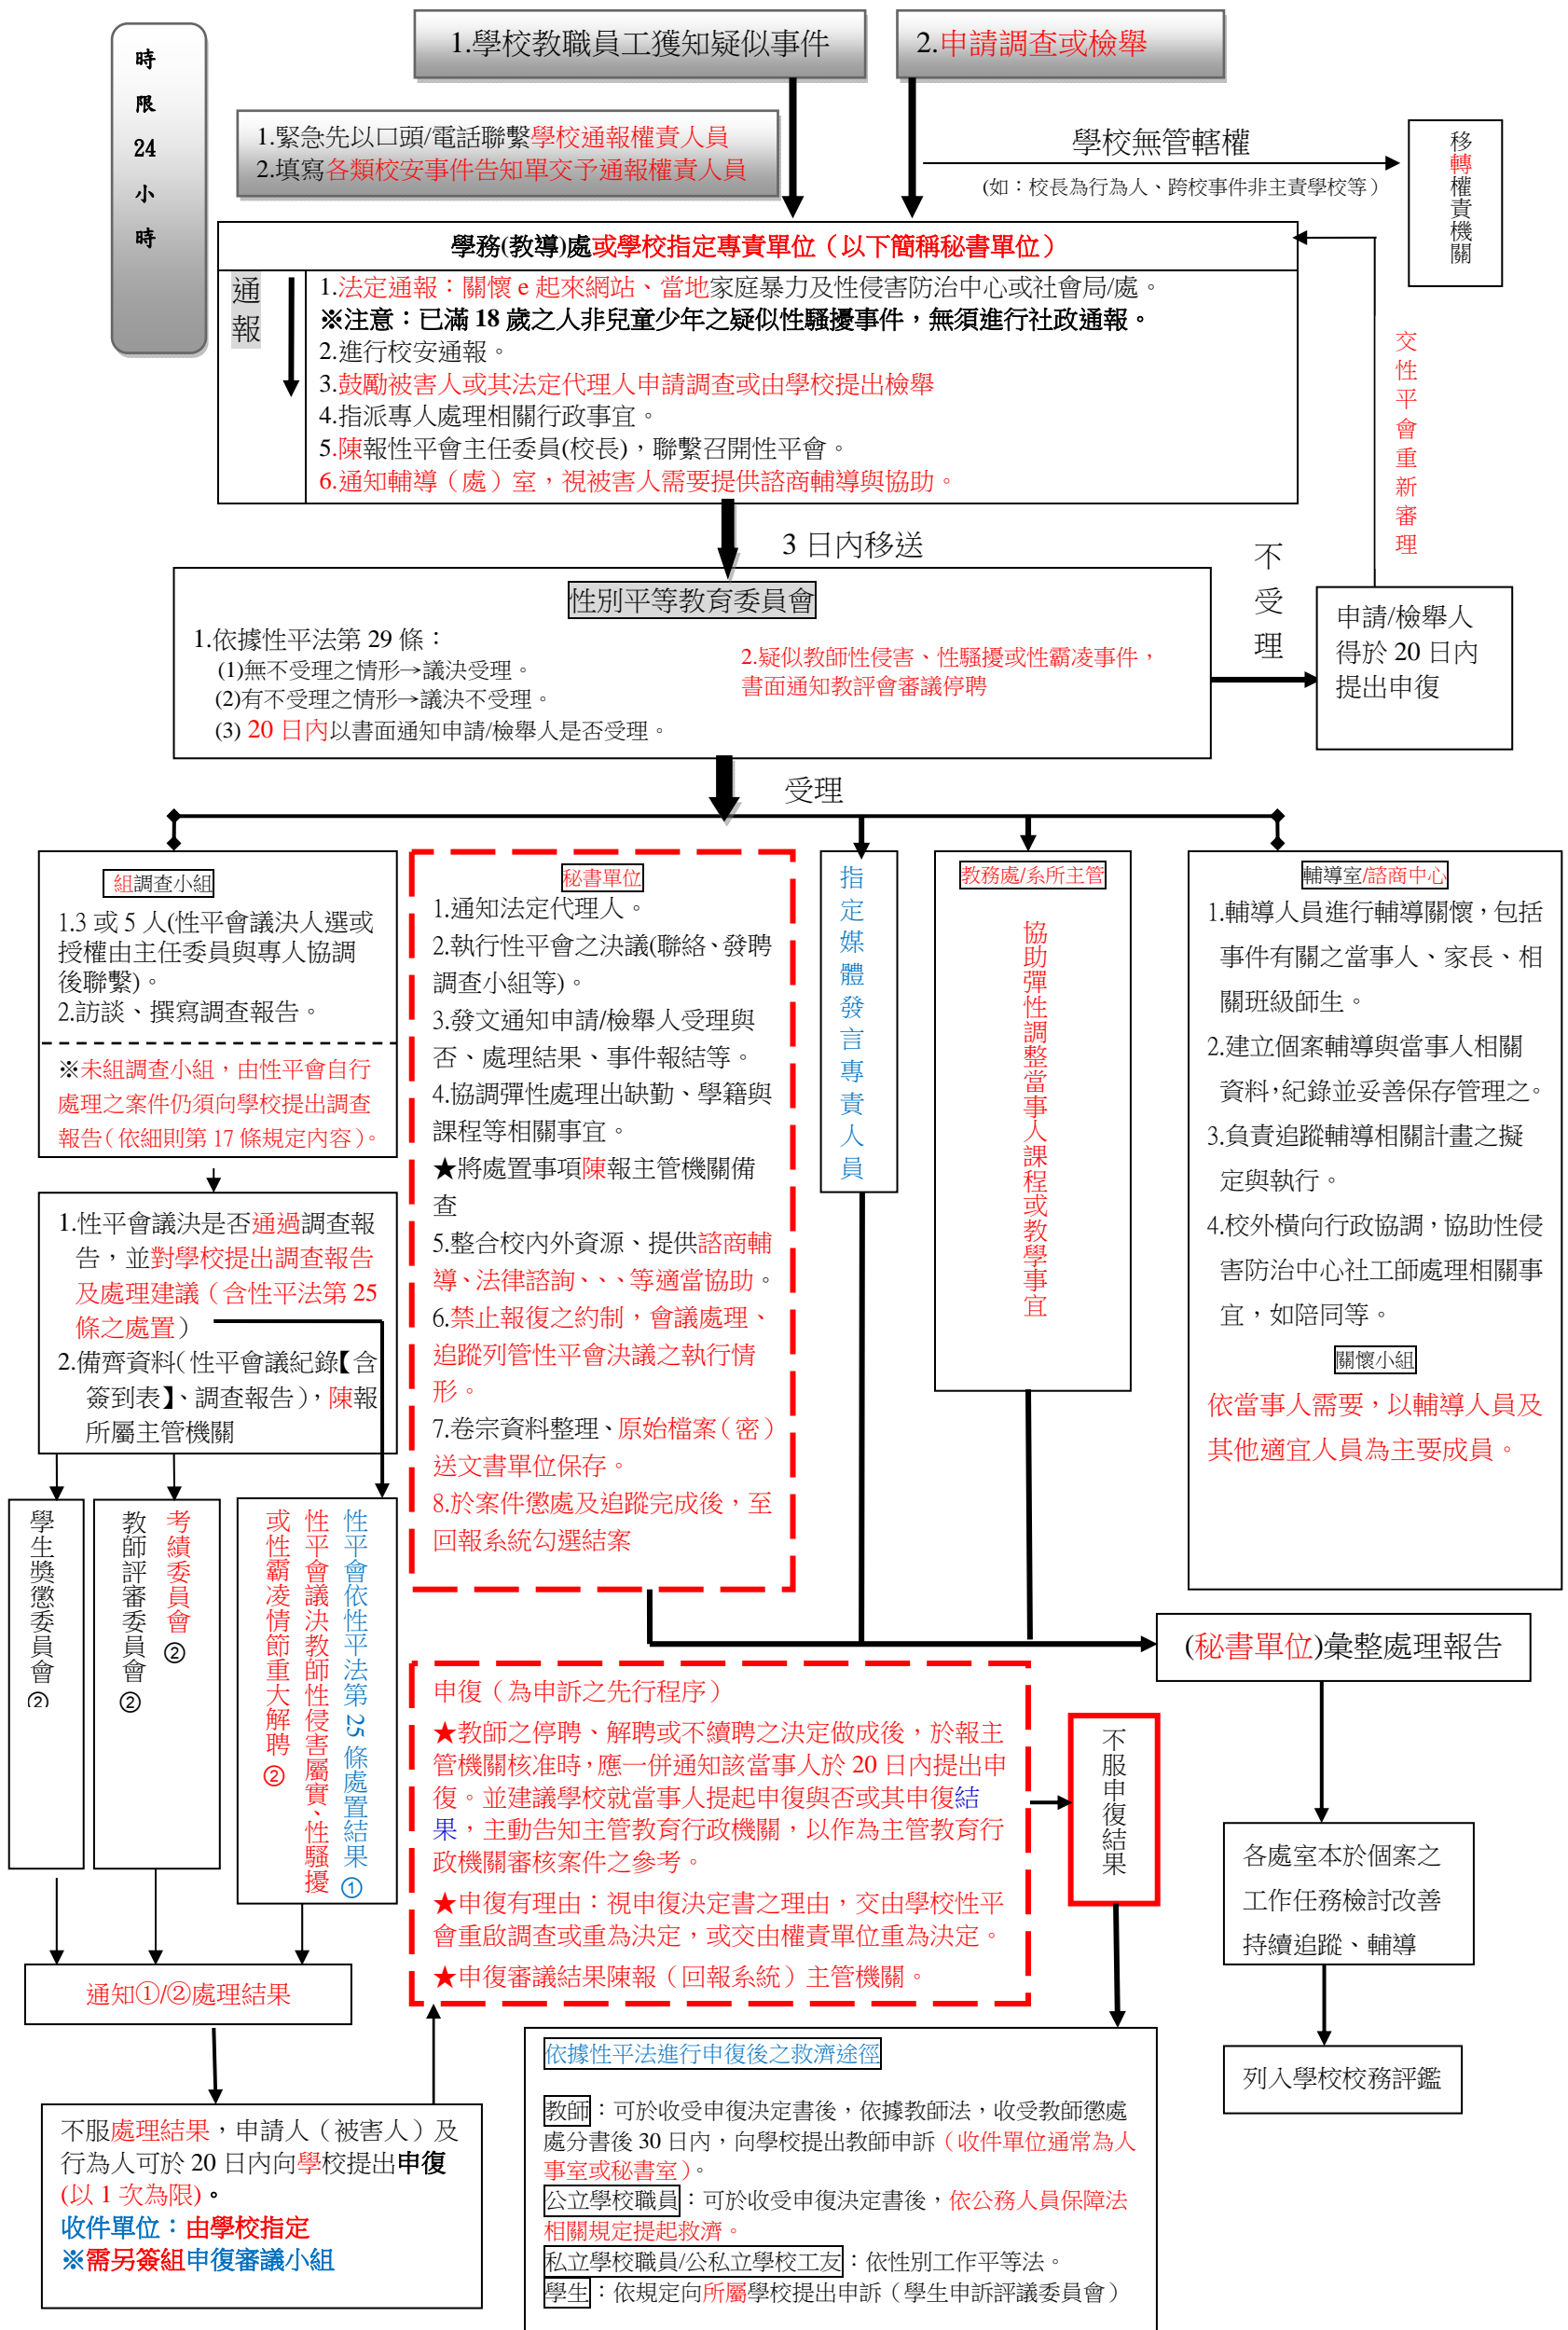 時
限
24
小
時
1.學校教職員工獲知疑似事件
2.申請調查或檢舉
1.緊急先以口頭/電話聯繫學校通報權責人員
2.填寫各類校安事件告知單交予通報權責人員
學校無管轄權
(如：校長為行為人、跨校事件非主責學校等）
移轉權責機關
學務(教導)處或學校指定專責單位（以下簡稱秘書單位）
通
報
1.法定通報：關懷 e 起來網站、當地家庭暴力及性侵害防治中心或社會局/處。
※注意：已滿 18 歲之人非兒童少年之疑似性騷擾事件，無須進行社政通報。
2.進行校安通報。
3.鼓勵被害人或其法定代理人申請調查或由學校提出檢舉
4.指派專人處理相關行政事宜。
5.陳報性平會主任委員(校長)，聯繫召開性平會。
6.通知輔導（處）室，視被害人需要提供諮商輔導與協助。
交性平會重新審理
3 日內移送
性別平等教育委員會
1.依據性平法第 29 條：
(1)無不受理之情形→議決受理。
(2)有不受理之情形→議決不受理。
(3) 20 日內以書面通知申請/檢舉人是否受理。
2.疑似教師性侵害、性騷擾或性霸凌事件，
書面通知教評會審議停聘
不
受
理
申請/檢舉人
得於 20 日內
提出申復
受理
組調查小組
1.3 或 5 人(性平會議決人選或
授權由主任委員與專人協調
後聯繫)。
2.訪談、撰寫調查報告。
※未組調查小組，由性平會自行
處理之案件仍須向學校提出調查
報告（依細則第 17 條規定內容）。
1.性平會議決是否通過調查報
告，並對學校提出調查報告
及處理建議（含性平法第 25
條之處置）
2.備齊資料（性平會議紀錄【含
簽到表】、調查報告），陳報
所屬主管機關
秘書單位
1.通知法定代理人。
2.執行性平會之決議(聯絡、發聘
調查小組等)。
3.發文通知申請/檢舉人受理與
否、處理結果、事件報結等。
4.協調彈性處理出缺勤、學籍與
課程等相關事宜。
★將處置事項陳報主管機關備
查
5.整合校內外資源、提供諮商輔
導、法律諮詢、、、等適當協助。
6.禁止報復之約制，會議處理、
追蹤列管性平會決議之執行情
形。
7.卷宗資料整理、原始檔案（密）
送文書單位保存。
8.於案件懲處及追蹤完成後，至
回報系統勾選結案
指定媒體發言專責人員
教務處/系所主管
協助彈性調整當事人課程或教學事宜
輔導室/諮商中心
1.輔導人員進行輔導關懷，包括
事件有關之當事人、家長、相
關班級師生。
2.建立個案輔導與當事人相關
資料，紀錄並妥善保存管理之。
3.負責追蹤輔導相關計畫之擬
定與執行。
4.校外橫向行政協調，協助性侵
害防治中心社工師處理相關事
宜，如陪同等。
關懷小組
依當事人需要，以輔導人員及
其他適宜人員為主要成員。
學生獎懲委員會②
考績委員會②
教師評審委員會②
性平會依性平法第 25 條處置結果①
性平會議決教師性侵害屬實、性騷擾
或性霸凌情節重大解聘②
(秘書單位)彙整處理報告
申復（為申訴之先行程序）
★教師之停聘、解聘或不續聘之決定做成後，於報主
管機關核准時，應一併通知該當事人於 20 日內提出申
復。並建議學校就當事人提起申復與否或其申復結
果，主動告知主管教育行政機關，以作為主管教育行
政機關審核案件之參考。
★申復有理由：視申復決定書之理由，交由學校性平
會重啟調查或重為決定，或交由權責單位重為決定。
★申復審議結果陳報（回報系統）主管機關。
不服申復結果
各處室本於個案之
工作任務檢討改善
持續追蹤、輔導
通知①/②處理結果
列入學校校務評鑑
不服處理結果，申請人（被害人）及
行為人可於 20 日內向學校提出申復
(以 1 次為限)。
收件單位：由學校指定
※需另簽組申復審議小組
依據性平法進行申復後之救濟途徑
教師：可於收受申復決定書後，依據教師法，收受教師懲處
處分書後 30 日內，向學校提出教師申訴（收件單位通常為人
事室或秘書室）。
公立學校職員：可於收受申復決定書後，依公務人員保障法
相關規定提起救濟。
私立學校職員/公私立學校工友：依性別工作平等法。
學生：依規定向所屬學校提出申訴（學生申訴評議委員會）